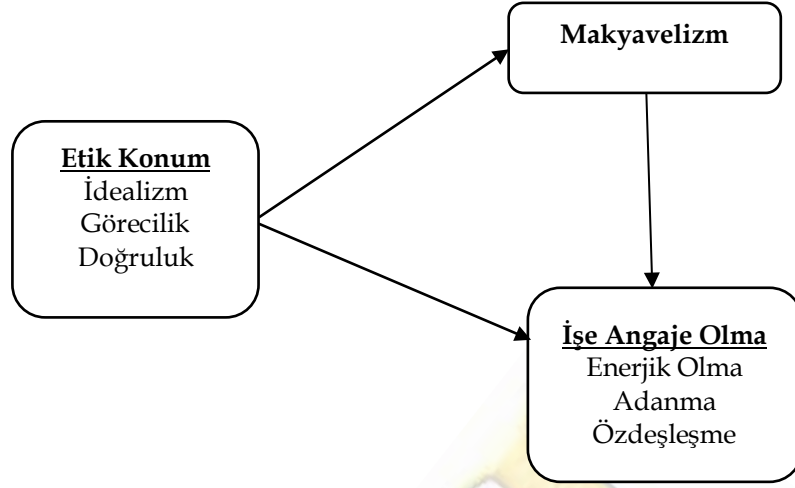 Makyavelizm
Etik Konum
İdealizm
Görecilik
Doğruluk
İşe Angaje Olma
Enerjik Olma
Adanma
Özdeşleşme